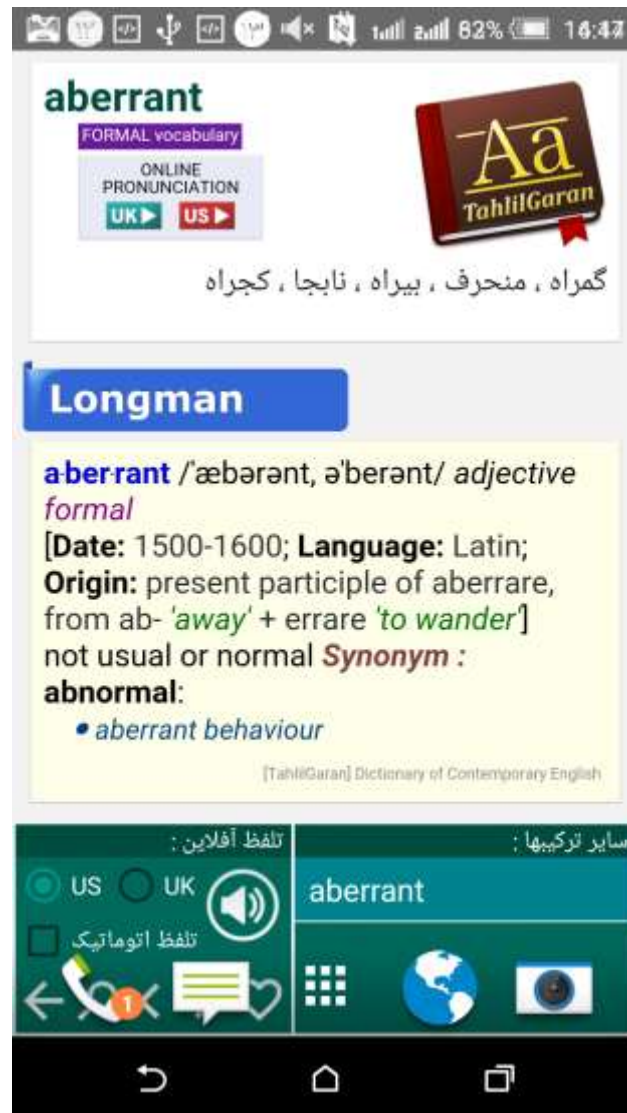 82% 14:47
aberrant
FORMAL vocabulary
ONLINE
PRONUNCIATION
UK US
Aa
TahlilGaran
گمراه ، منحرف ، بیراه ، نابجا ، کجراه
Longman
a·ber·rant /ˈæbərənt, əˈberənt/ adjective
formal
[Date: 1500-1600; Language: Latin;
Origin: present participle of aberrare,
from ab- 'away' + errare 'to wander']
not usual or normal Synonym :
abnormal:
• aberrant behaviour
[TahlilGaran] Dictionary of Contemporary English
تلفظ آفلاین :
سایر ترکیبها :
US UK
aberrant
تلفظ اتوماتیک
1